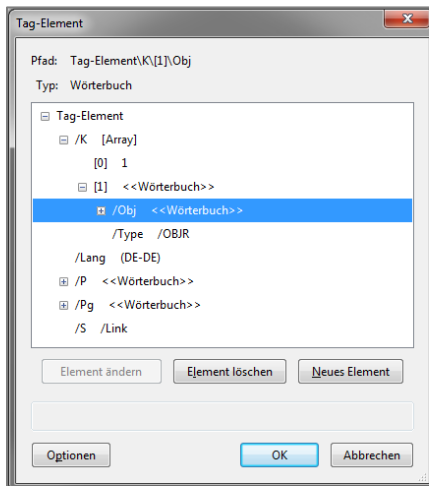 Tag-Element
Pfad: Tag-Element\K\[1]\Obj
Typ: Wörterbuch
Tag-Element
/K [Array]
[0] 1
[1] <<Wörterbuch>>
/Obj <<Wörterbuch>>
/Type /OBJR
/Lang (DE-DE)
/P <<Wörterbuch>>
/Pg <<Wörterbuch>>
/S /Link
Element ändern Element löschen Neues Element
Optionen OK Abbrechen